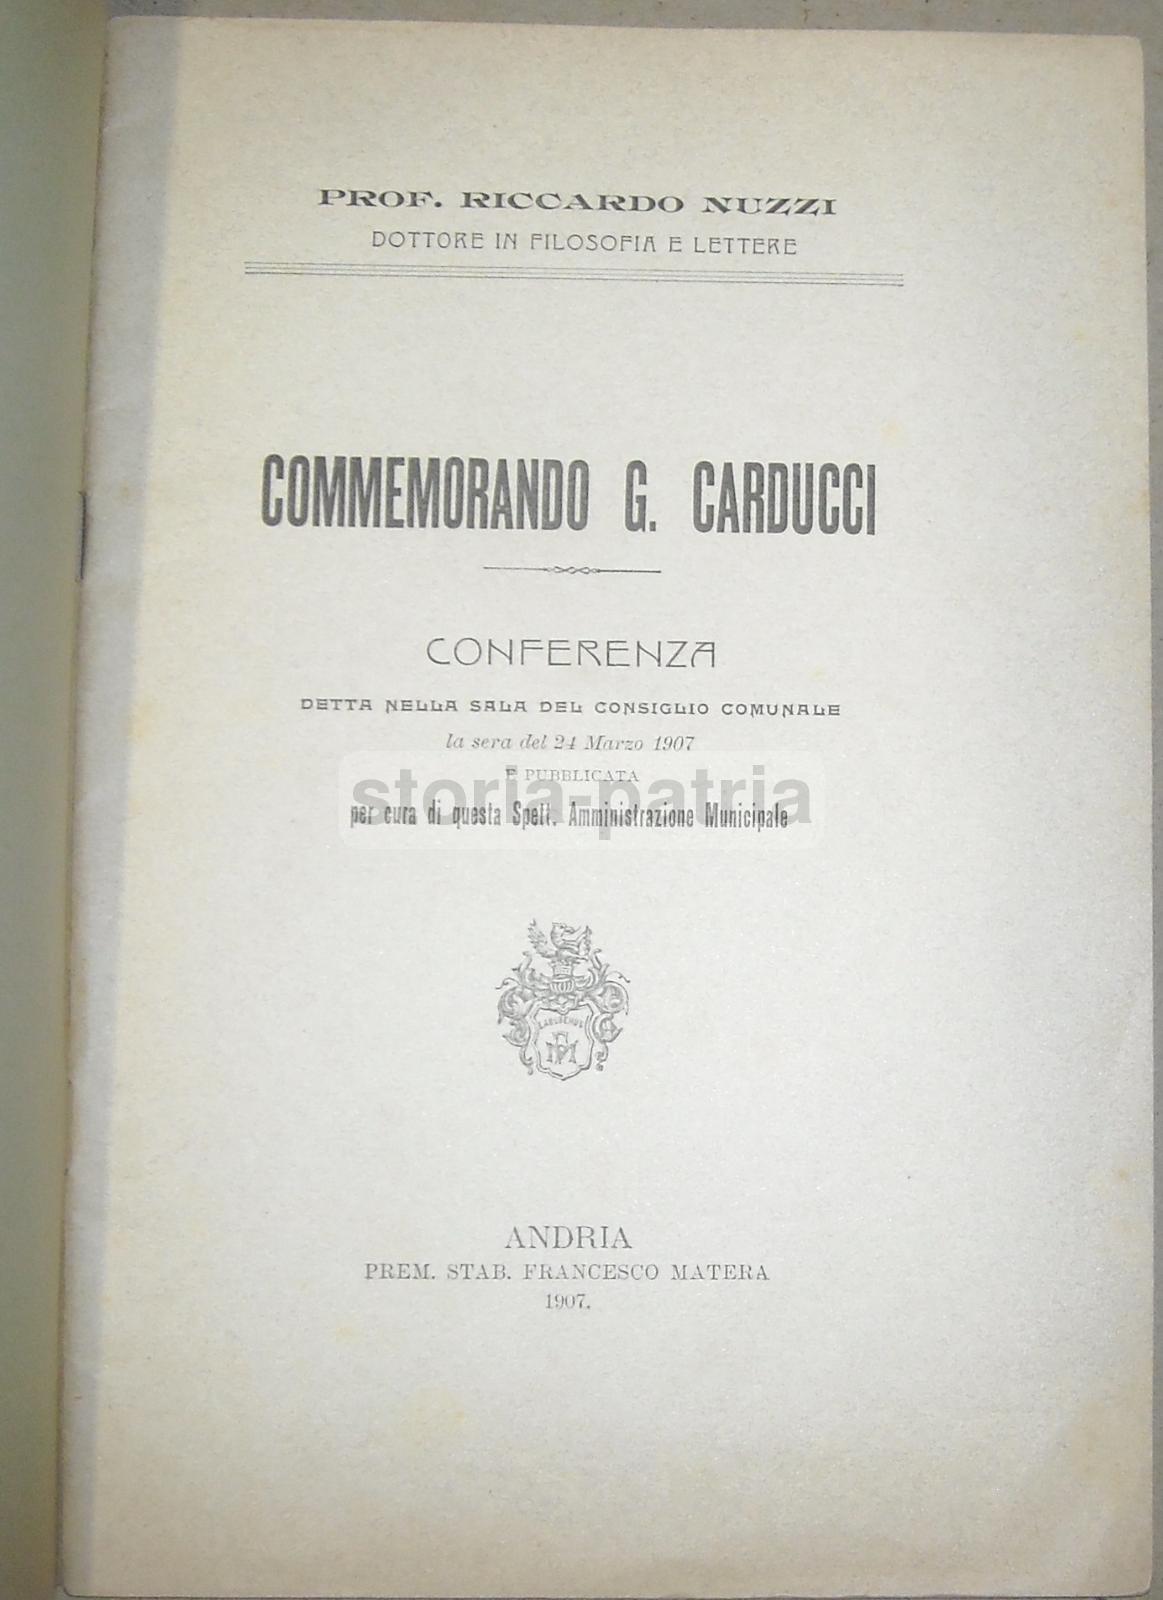 PROF. RICCARDO NUZZI
DOTTORE IN FILOSOFIA E LETTERE
COMMEMORANDO G. CARDUCCI
CONFERENZA
DETTA NELLA SALA DEL CONSIGLIO COMUNALE
la sera del 24 Marzo 1907
E PUBBLICATA
storia-patria
per cura di questa Spett. Amministrazione Municipale
ANDRIA
PREM. STAB. FRANCESCO MATERA
1907.